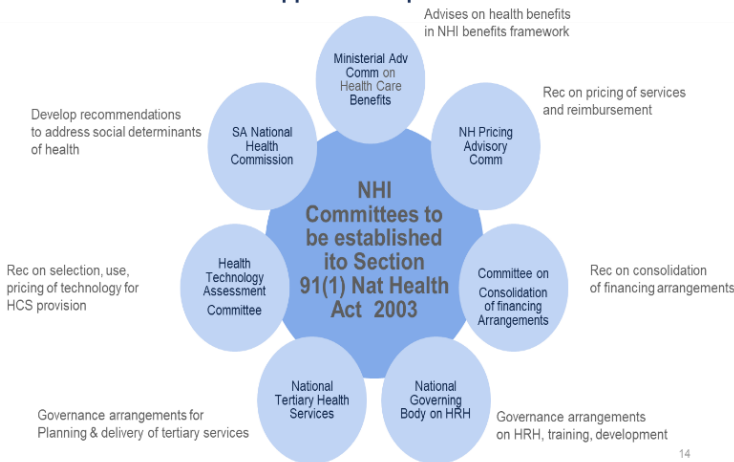 Advises on health benefits
in NHI benefits framework
Ministerial Adv
Comm on
Health Care
Benefits
Rec on pricing of services
and reimbursement
NH Pricing
Advisory
Comm
Develop recommendations
to address social determinants
of health
SA National
Health
Commission
NHI
Committees to
be established
ito Section
91(1) Nat Health
Act 2003
Rec on selection, use,
pricing of technology for
HCS provision
Health
Technology
Assessment
Committee
Committee on
Consolidation
of financing
Arrangements
Rec on consolidation
of financing arrangements
National
Tertiary Health
Services
National
Governing
Body on HRH
Governance arrangements for
Planning & delivery of tertiary services
Governance arrangements
on HRH, training, development
14